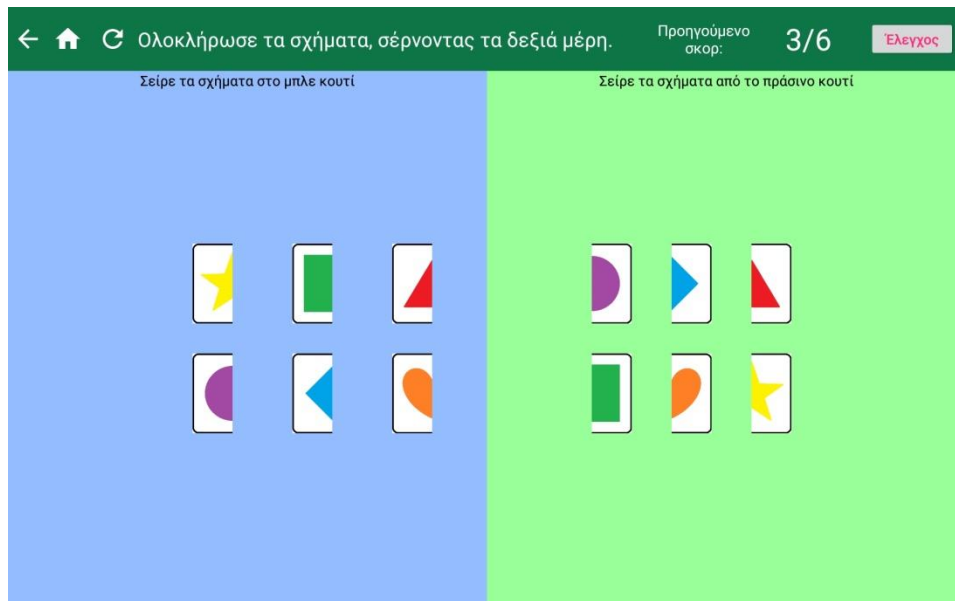 Ολοκλήρωσε τα σχήματα, σέρνοντας τα δεξιά μέρη.
Προηγούμενο
σκορ:
3/6
Έλεγχος
Σείρε τα σχήματα στο μπλε κουτί
Σείρε τα σχήματα από το πράσινο κουτί